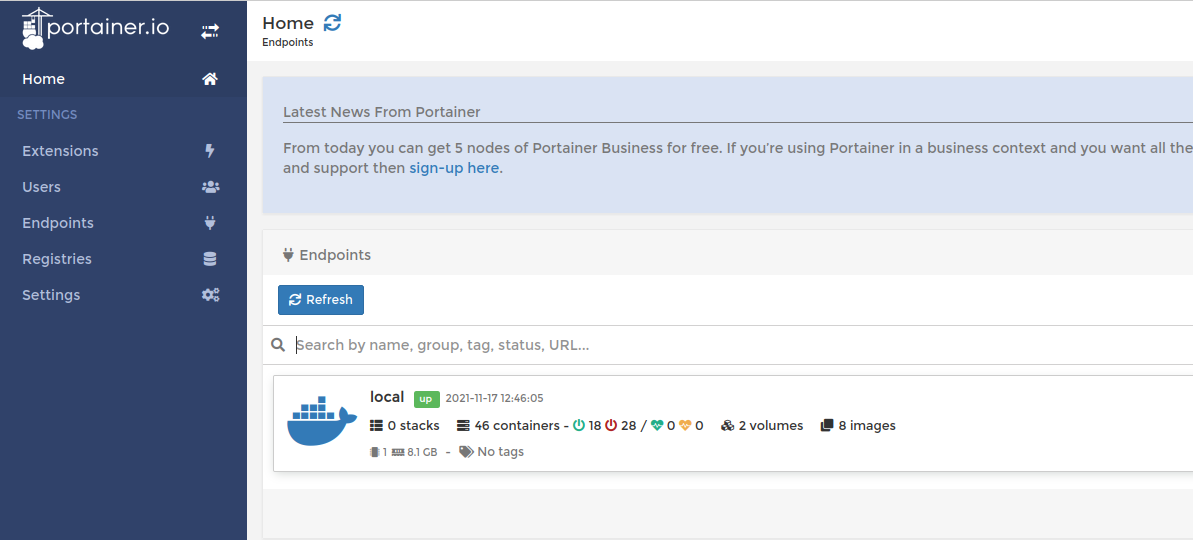 portainer.io
Home
SETTINGS
Extensions
Users
Endpoints
Registries
Settings
Home
Endpoints
Latest News From Portainer
From today you can get 5 nodes of Portainer Business for free. If you’re using Portainer in a business context and you want all the
and support then sign-up here.
Endpoints
Refresh
Search by name, group, tag, status, URL...
local up 2021-11-17 12:46:05
0 stacks 46 containers - 18 28 / 0 0 2 volumes 8 images
1 8.1 GB - No tags